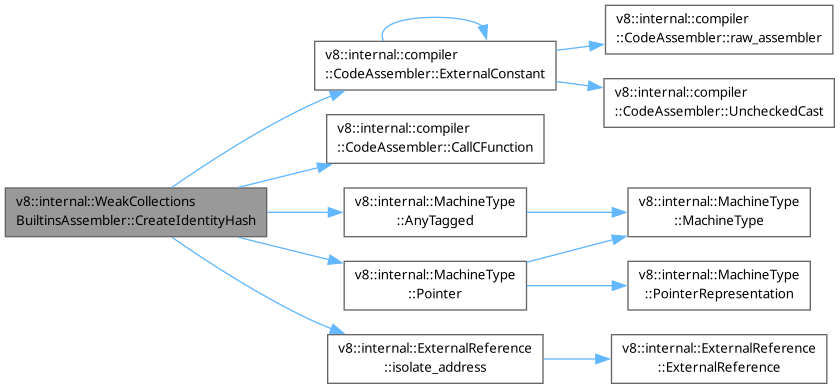 v8::internal::WeakCollections
BuiltinsAssembler::CreateIdentityHash
v8::internal::compiler
::CodeAssembler::ExternalConstant
v8::internal::compiler
::CodeAssembler::raw_assembler
v8::internal::compiler
::CodeAssembler::UncheckedCast
v8::internal::compiler
::CodeAssembler::CallCFunction
v8::internal::MachineType
::AnyTagged
v8::internal::MachineType
::MachineType
v8::internal::MachineType
::Pointer
v8::internal::MachineType
::PointerRepresentation
v8::internal::ExternalReference
::isolate_address
v8::internal::ExternalReference
::ExternalReference